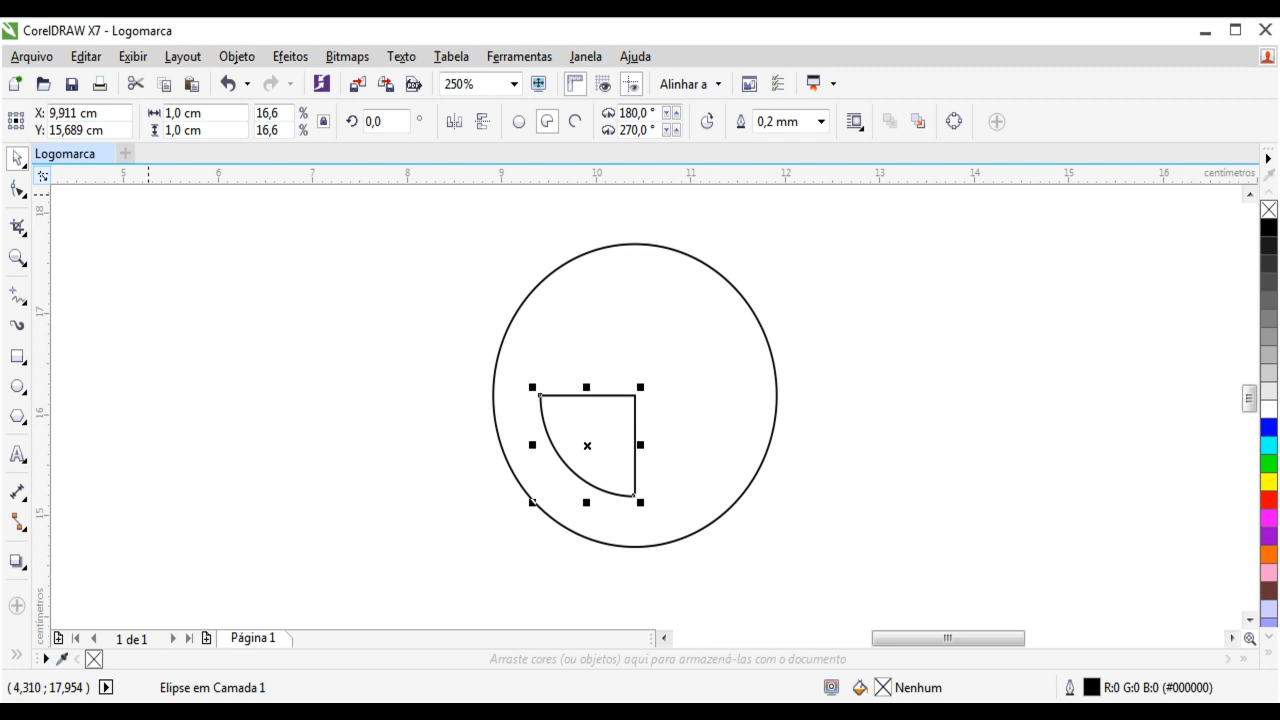 CorelDRAW X7 - Logomarca
Arquivo Editar Exibir Layout Objeto Efeitos Bitmaps Texto Tabela Ferramentas Janela Ajuda
250% Alinhar a
X: 9,911 cm 1,0 cm 16,6 % 180,0 °
Y: 15,689 cm 1,0 cm 16,6 % 0,0 ° 270,0 ° 0,2 mm
Logomarca
5 6 7 8 9 10 11 12 13 14 15 16 centímetros
18
17
16
15
centímetros
1 de 1 Página 1
Arraste cores (ou objetos) aqui para armazená-las com o documento
( 4,310 ; 17,954 ) Elipse em Camada 1 Nenhum R:0 G:0 B:0 (#000000)